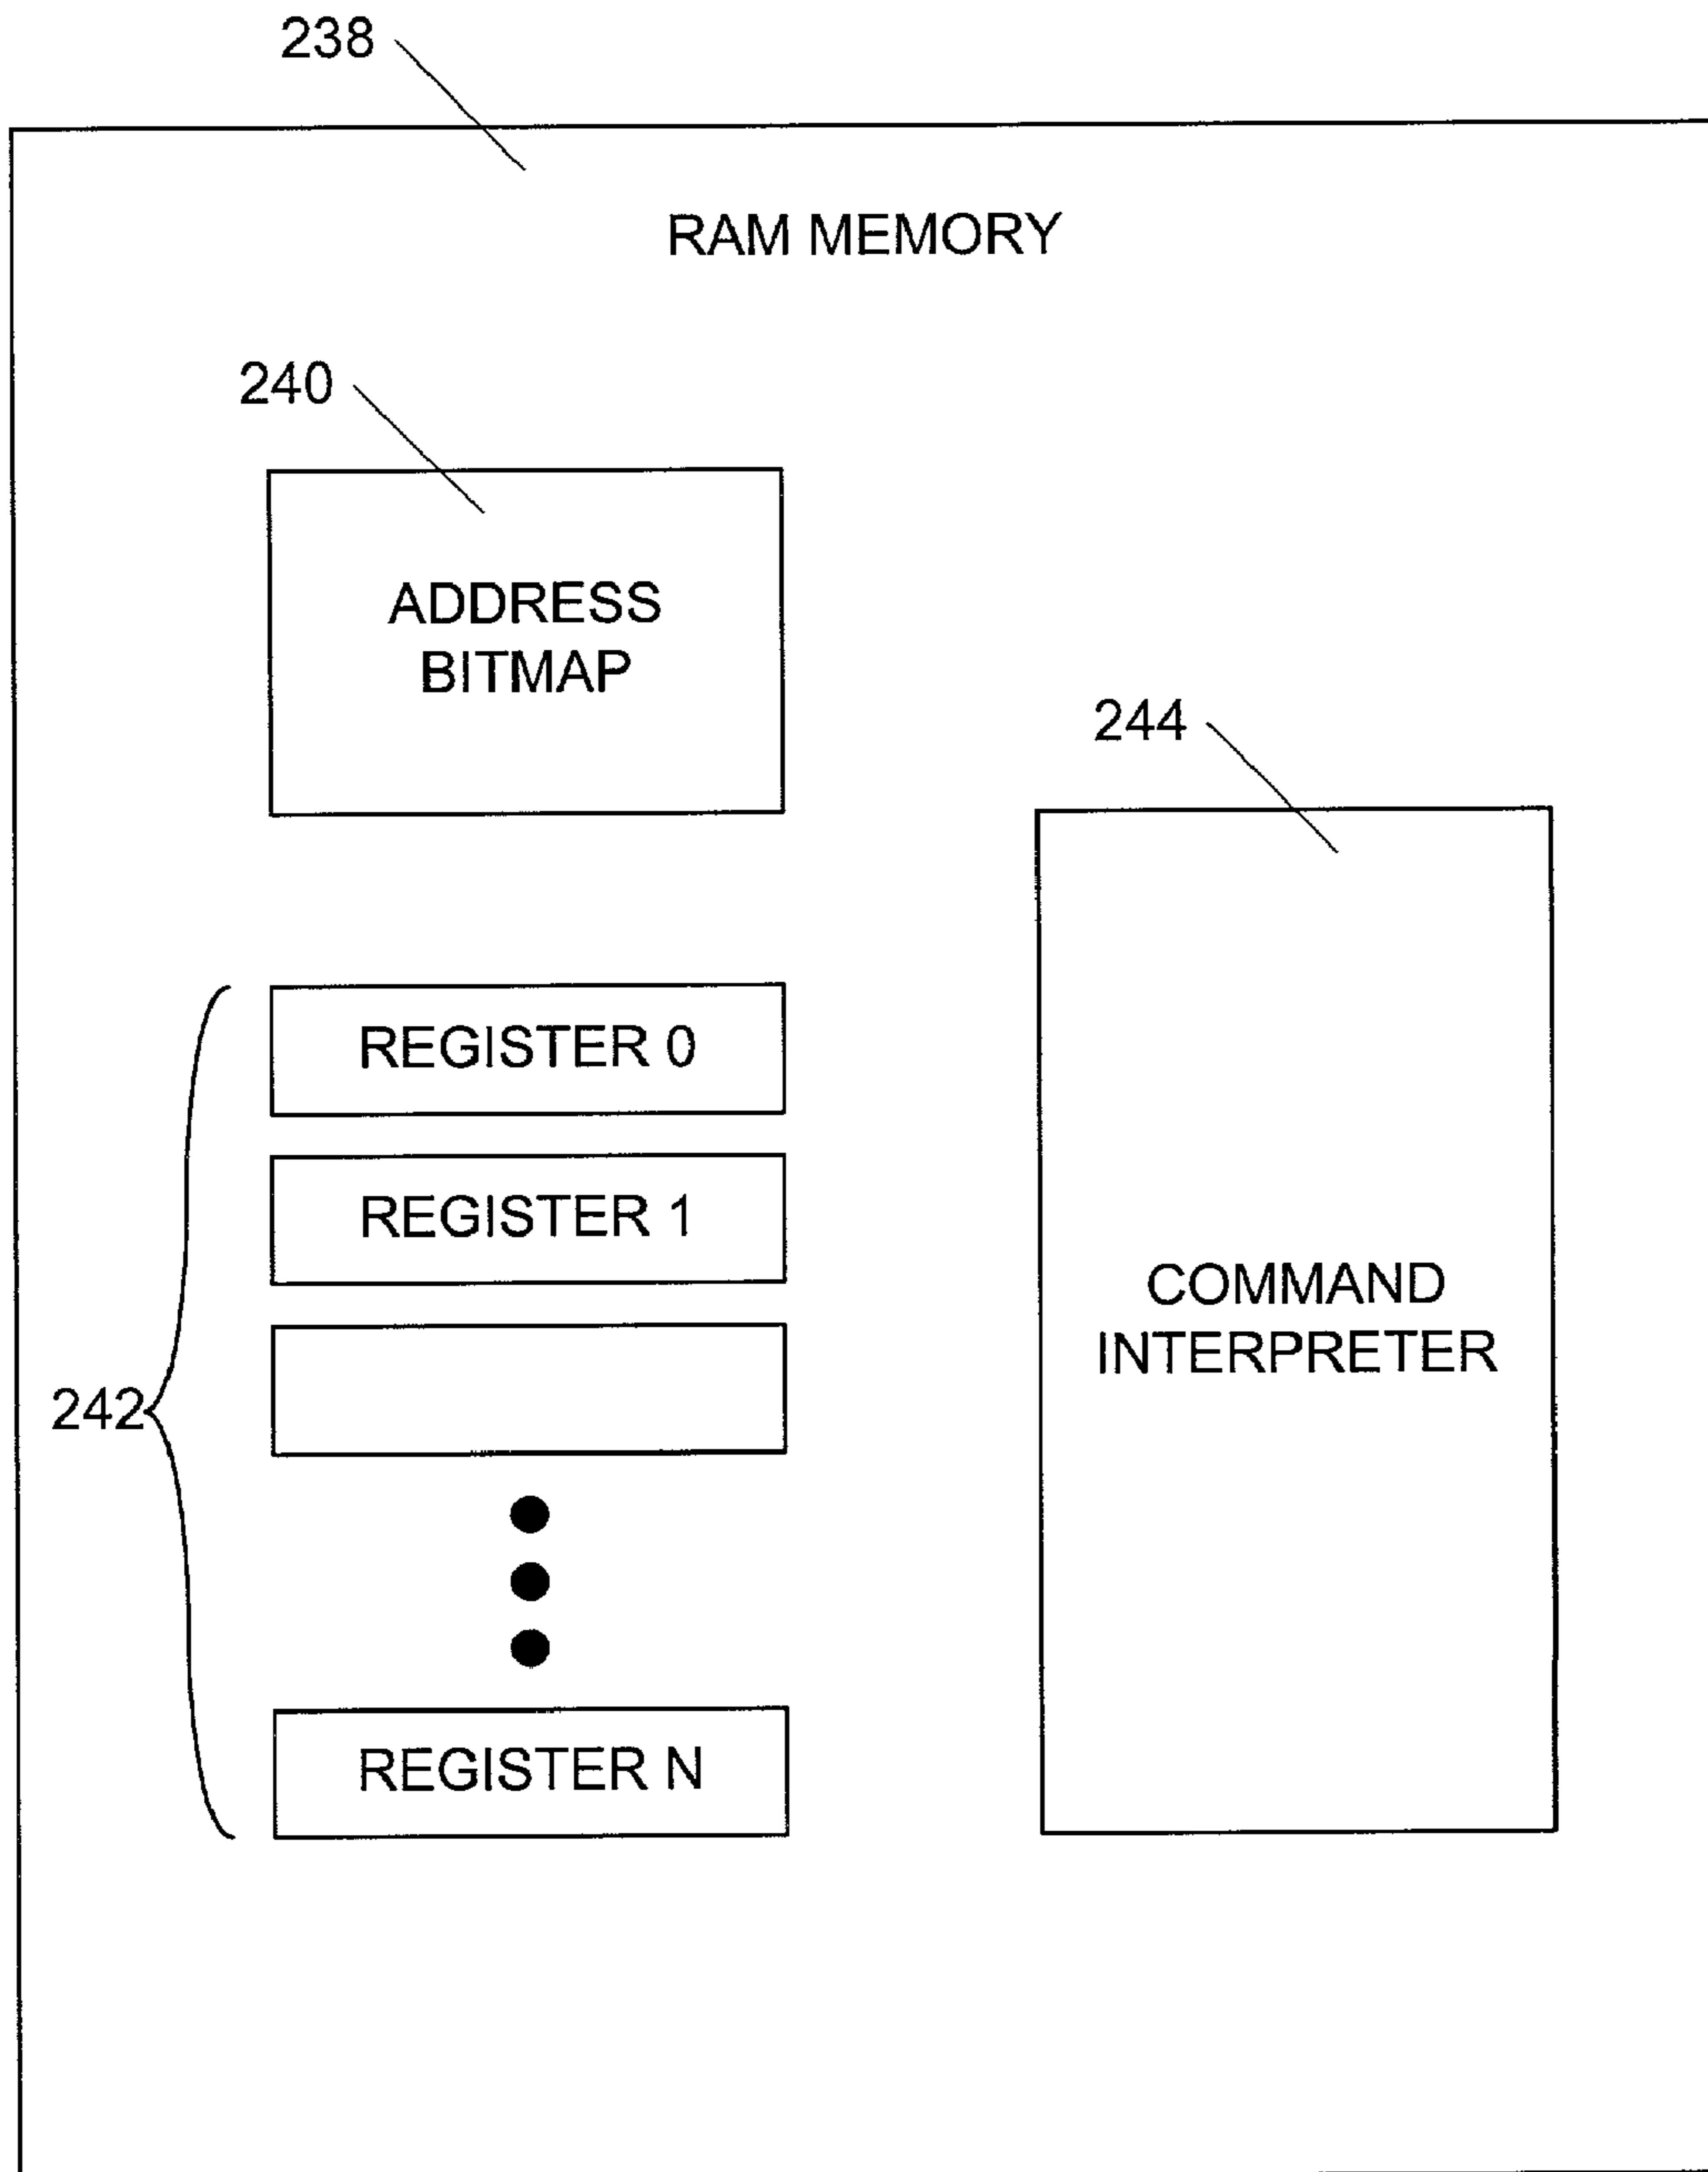 238
RAM MEMORY
240
ADDRESS
BITMAP
244
REGISTER 0
REGISTER 1
COMMAND
INTERPRETER
242
REGISTER N